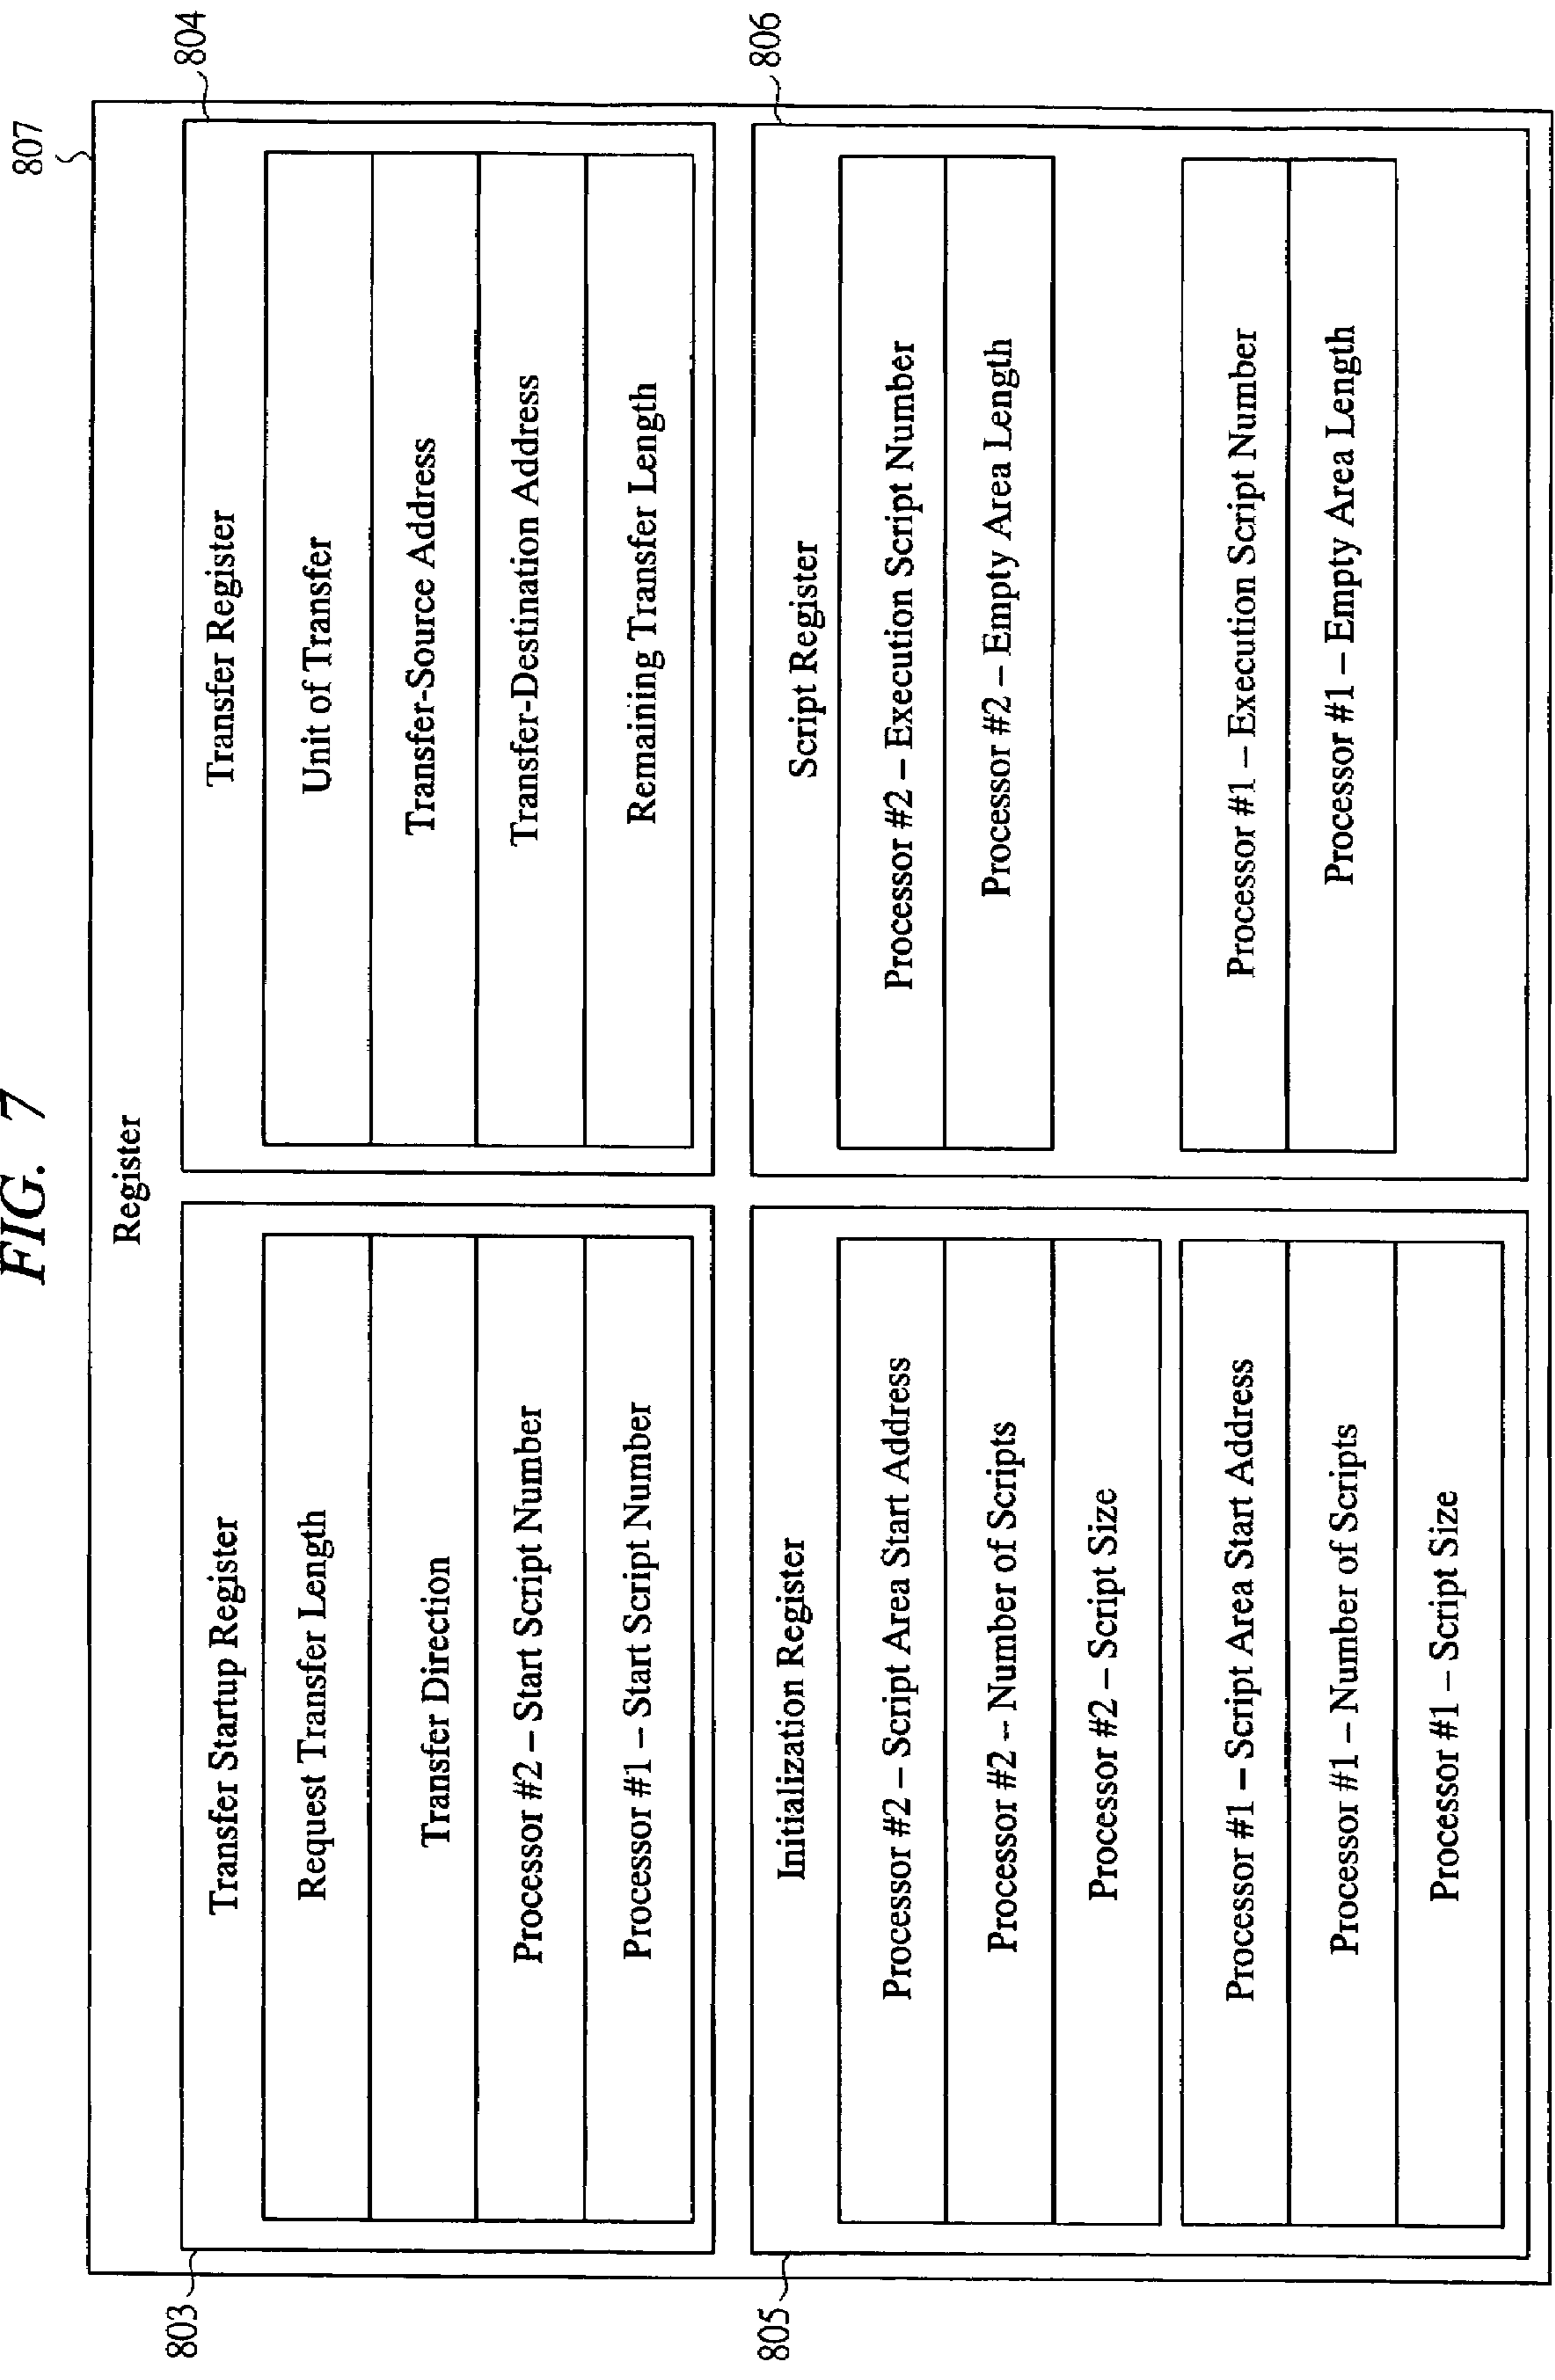 FIG. 7
807
Register
803
Transfer Startup Register
Request Transfer Length
Transfer Direction
Processor #2 – Start Script Number
Processor #1 – Start Script Number
804
Transfer Register
Unit of Transfer
Transfer-Source Address
Transfer-Destination Address
Remaining Transfer Length
805
Initialization Register
Processor #2 – Script Area Start Address
Processor #2 -- Number of Scripts
Processor #2 – Script Size
Processor #1 – Script Area Start Address
Processor #1 – Number of Scripts
Processor #1 – Script Size
806
Script Register
Processor #2 – Execution Script Number
Processor #2 – Empty Area Length
Processor #1 – Execution Script Number
Processor #1 – Empty Area Length